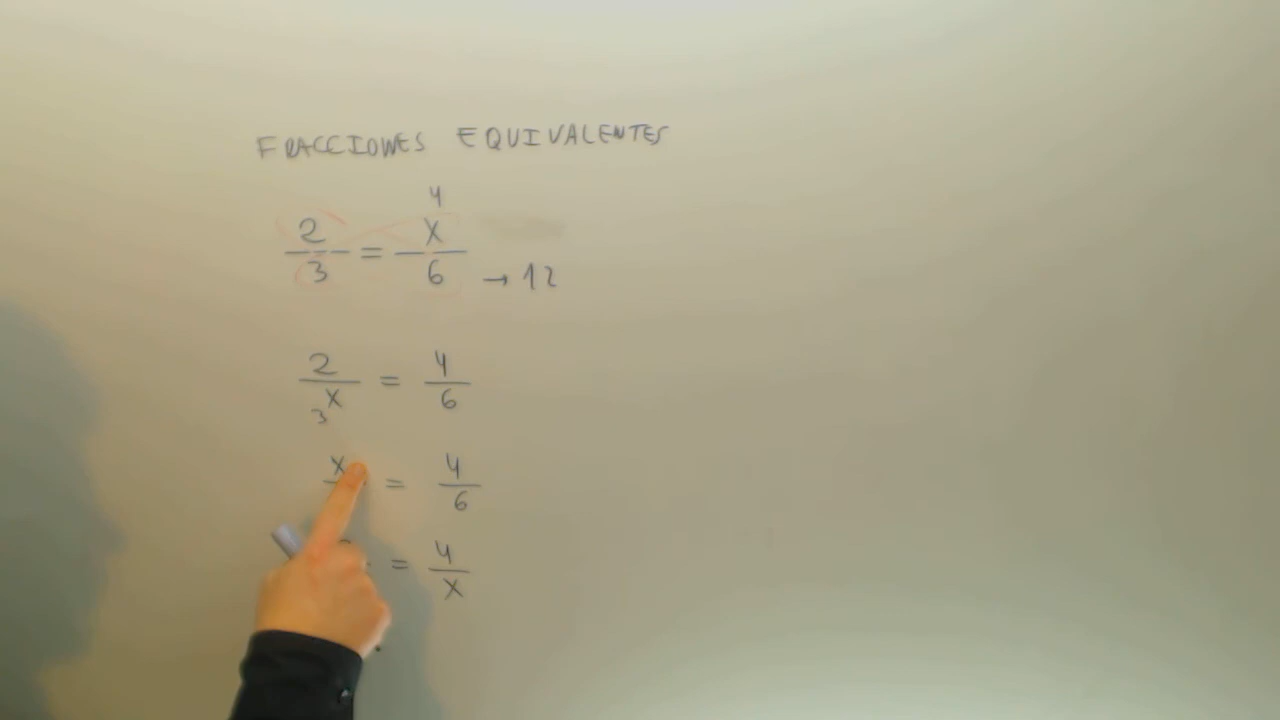 FRACCIONES EQUIVALENTES
4
2/3 = x/6 → 12
2/x = 4/6
3
x = 4/6
= 4/x